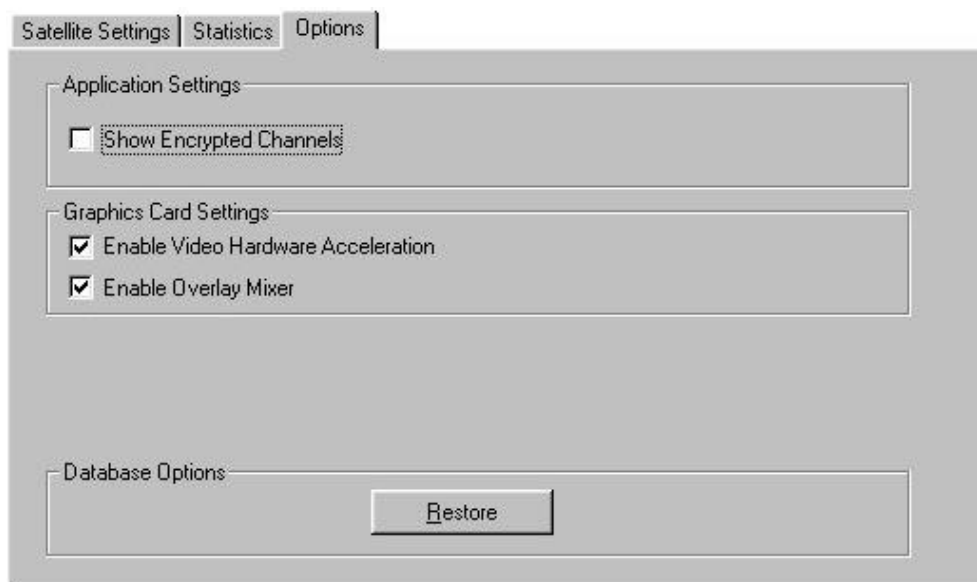 Satellite Settings Statistics Options
Application Settings
Show Encrypted Channels
Graphics Card Settings
Enable Video Hardware Acceleration
Enable Overlay Mixer
Database Options
Restore